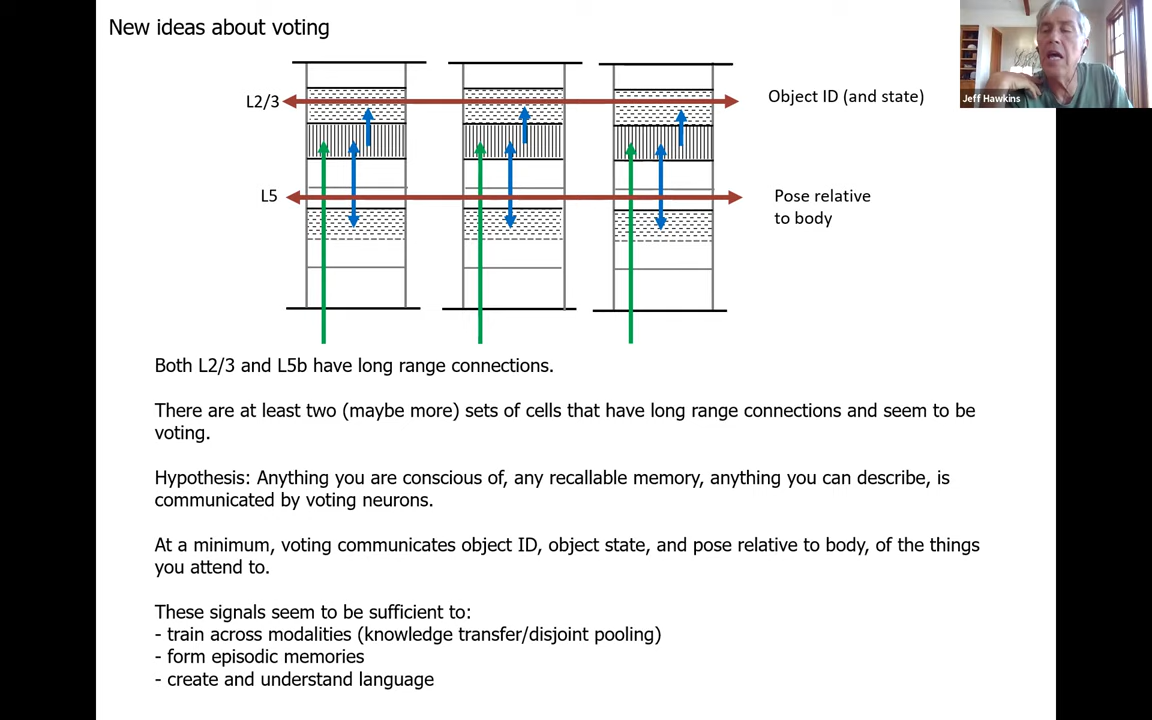 New ideas about voting
L2/3
Object ID (and state)
Jeff Hawkins
L5
Pose relative
to body
Both L2/3 and L5b have long range connections.
There are at least two (maybe more) sets of cells that have long range connections and seem to be
voting.
Hypothesis: Anything you are conscious of, any recallable memory, anything you can describe, is
communicated by voting neurons.
At a minimum, voting communicates object ID, object state, and pose relative to body, of the things
you attend to.
These signals seem to be sufficient to:
- train across modalities (knowledge transfer/disjoint pooling)
- form episodic memories
- create and understand language